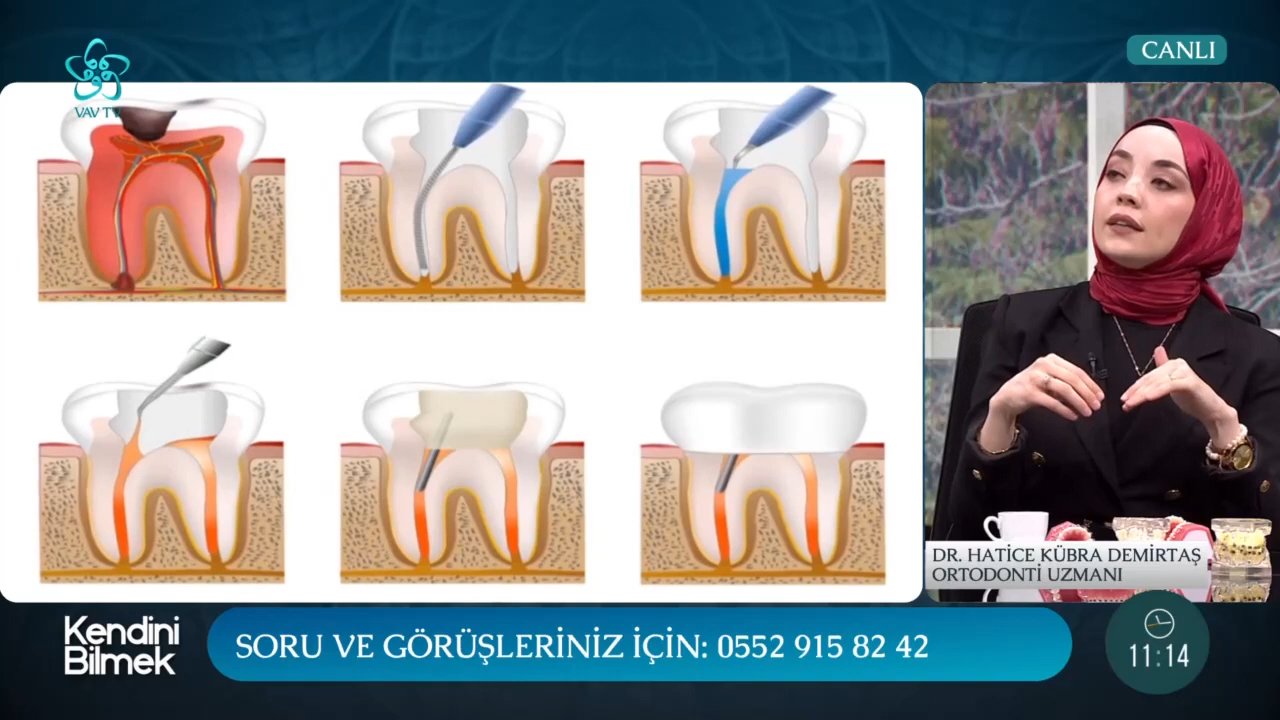 CANLI
VAV TV
DR. HATİCE KÜBRA DEMİRTAŞ
ORTODONTİ UZMANI
Kendini
Bilmek
SORU VE GÖRÜŞLERİNİZ İÇİN: 0552 915 82 42
11:14